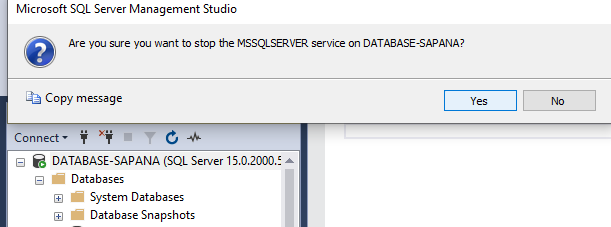 Microsoft SQL Server Management Studio
Are you sure you want to stop the MSSQLSERVER service on DATABASE-SAPANA?
Copy message
Yes No
Connect
DATABASE-SAPANA (SQL Server 15.0.2000.5
Databases
System Databases
Database Snapshots